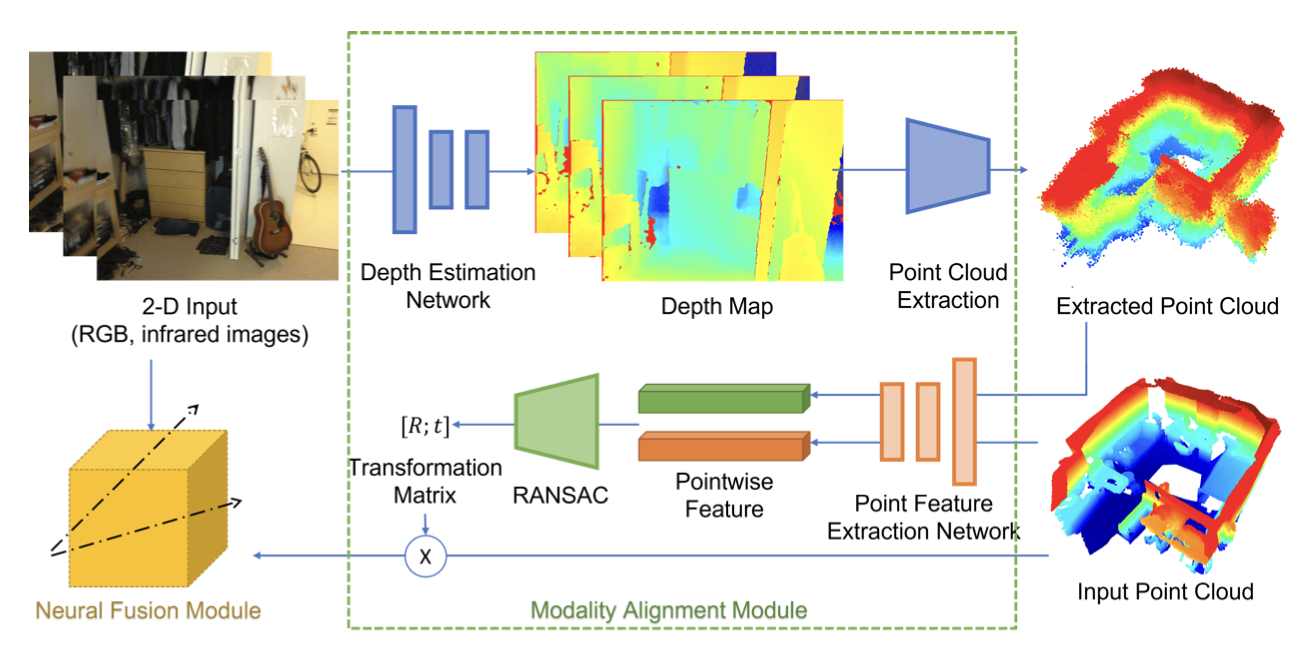 Depth Estimation
Network
Depth Map
Point Cloud
Extraction
Extracted Point Cloud
2-D Input
(RGB, infrared images)
[R; t]
Transformation
Matrix
RANSAC
Pointwise
Feature
Point Feature
Extraction Network
X
Input Point Cloud
Neural Fusion Module
Modality Alignment Module